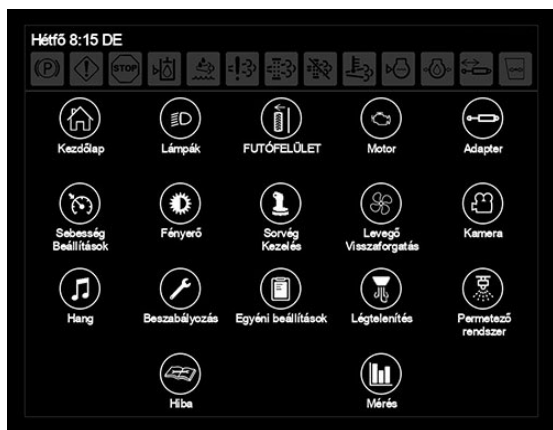 Hétfő 8:15 DE
STOP
Kezdőlap Lámpák FUTÓFELÜLET Motor Adapter
Sebesség Beállítások Fényerő Sorvég Kezelés Levegő Visszaforgatás Kamera
Hang Beszabályozás Egyéni beállítások Légtelenítés Permetező rendszer
Hiba Mérés